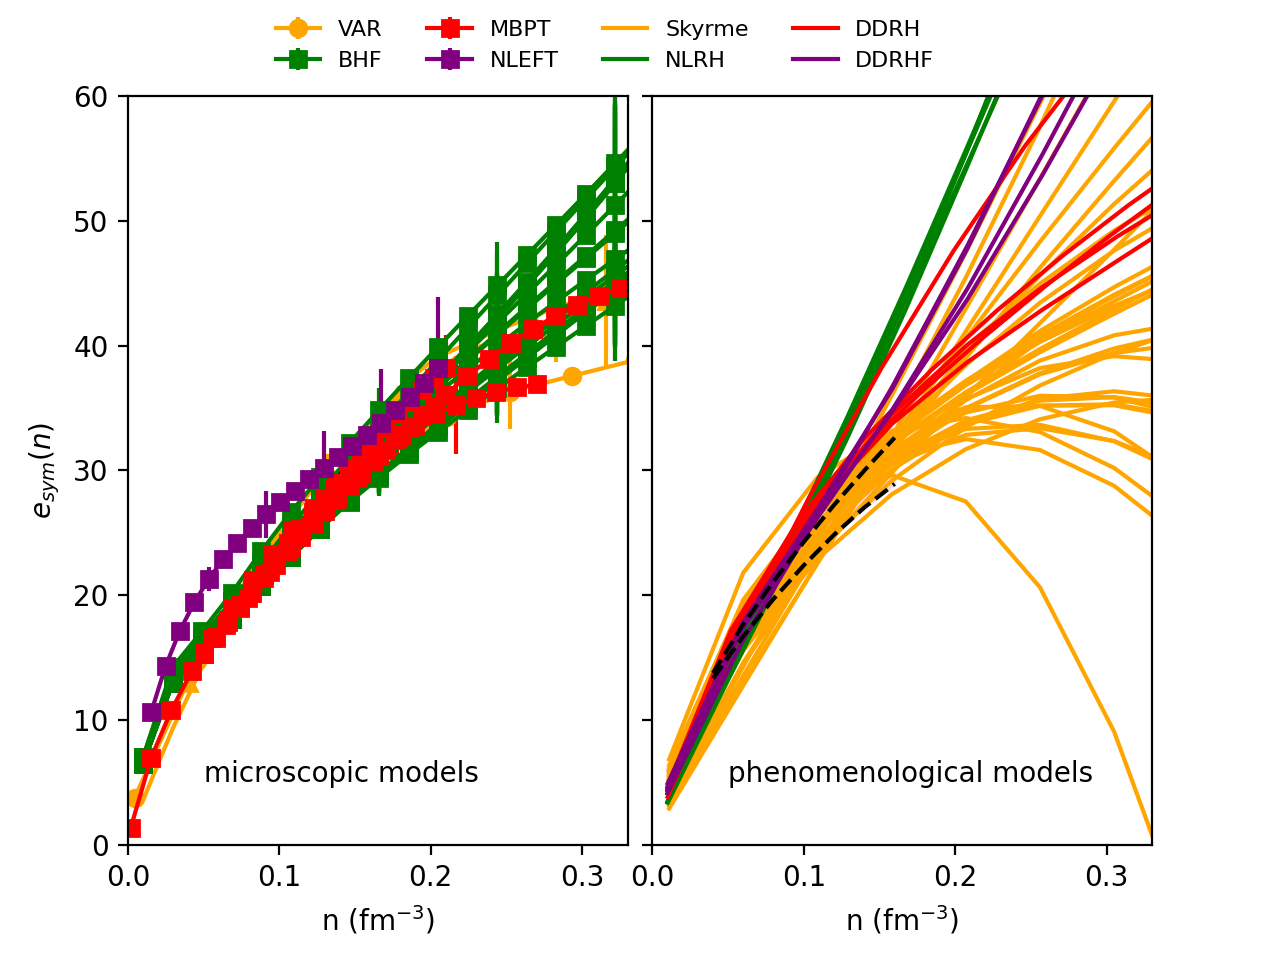 VAR MBPT Skyrme DDRH
BHF NLEFT NLRH DDRHF
60
50
40
30
20
10
0
e_sym(n)
microscopic models
phenomenological models
0.0 0.1 0.2 0.3 0.0 0.1 0.2 0.3
n (fm⁻³) n (fm⁻³)